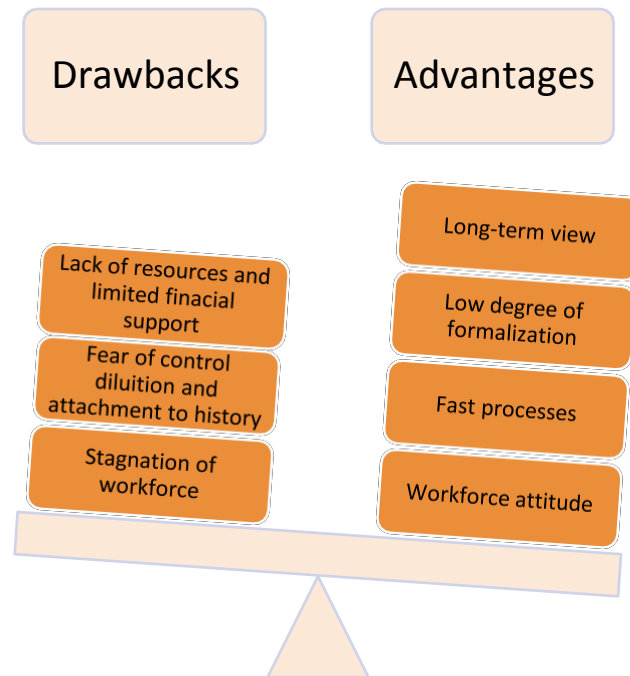 Drawbacks
Advantages
Lack of resources and
limited finacial
support
Fear of control
diluition and
attachment to history
Stagnation of
workforce
Long-term view
Low degree of
formalization
Fast processes
Workforce attitude